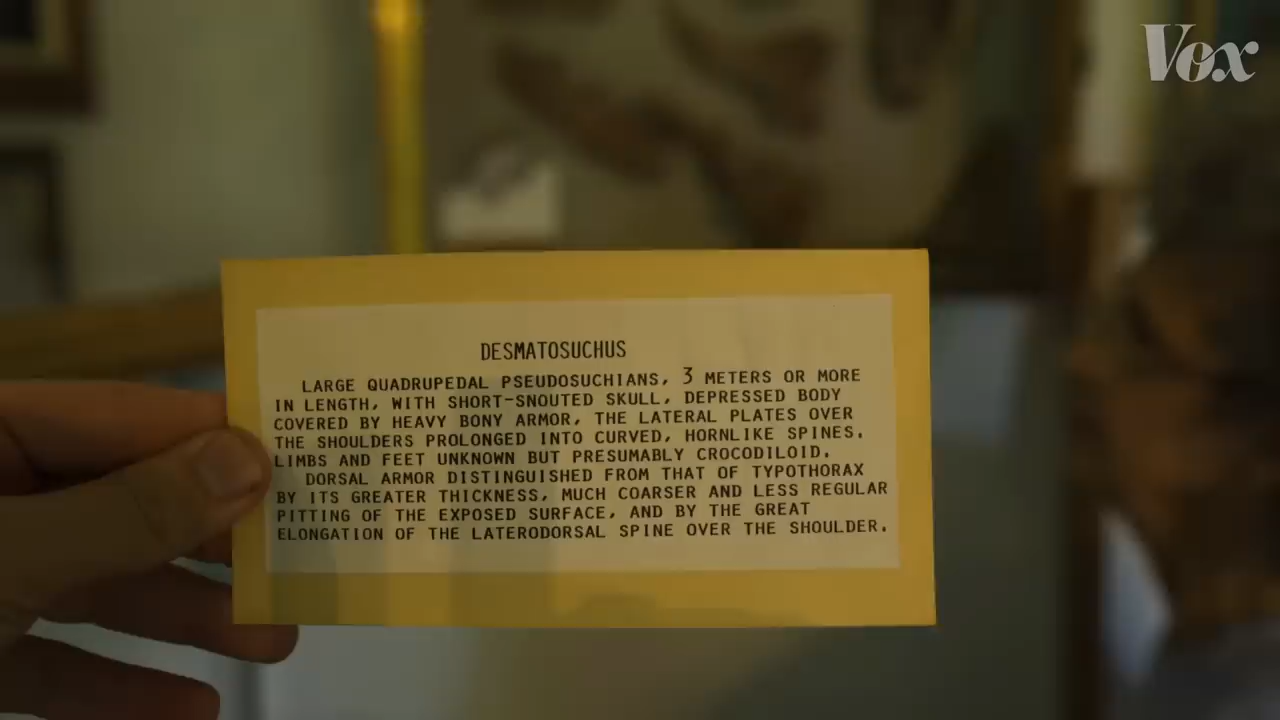 Vox
DESMATOSUCHUS
LARGE QUADRUPEDAL PSEUDOSUCHIANS, 3 METERS OR MORE
IN LENGTH, WITH SHORT-SNOUTED SKULL, DEPRESSED BODY
COVERED BY HEAVY BONY ARMOR, THE LATERAL PLATES OVER
THE SHOULDERS PROLONGED INTO CURVED, HORNLIKE SPINES.
LIMBS AND FEET UNKNOWN BUT PRESUMABLY CROCODILOID.
DORSAL ARMOR DISTINGUISHED FROM THAT OF TYPOTHORAX
BY ITS GREATER THICKNESS, MUCH COARSER AND LESS REGULAR
PITTING OF THE EXPOSED SURFACE, AND BY THE GREAT
ELONGATION OF THE LATERODORSAL SPINE OVER THE SHOULDER.